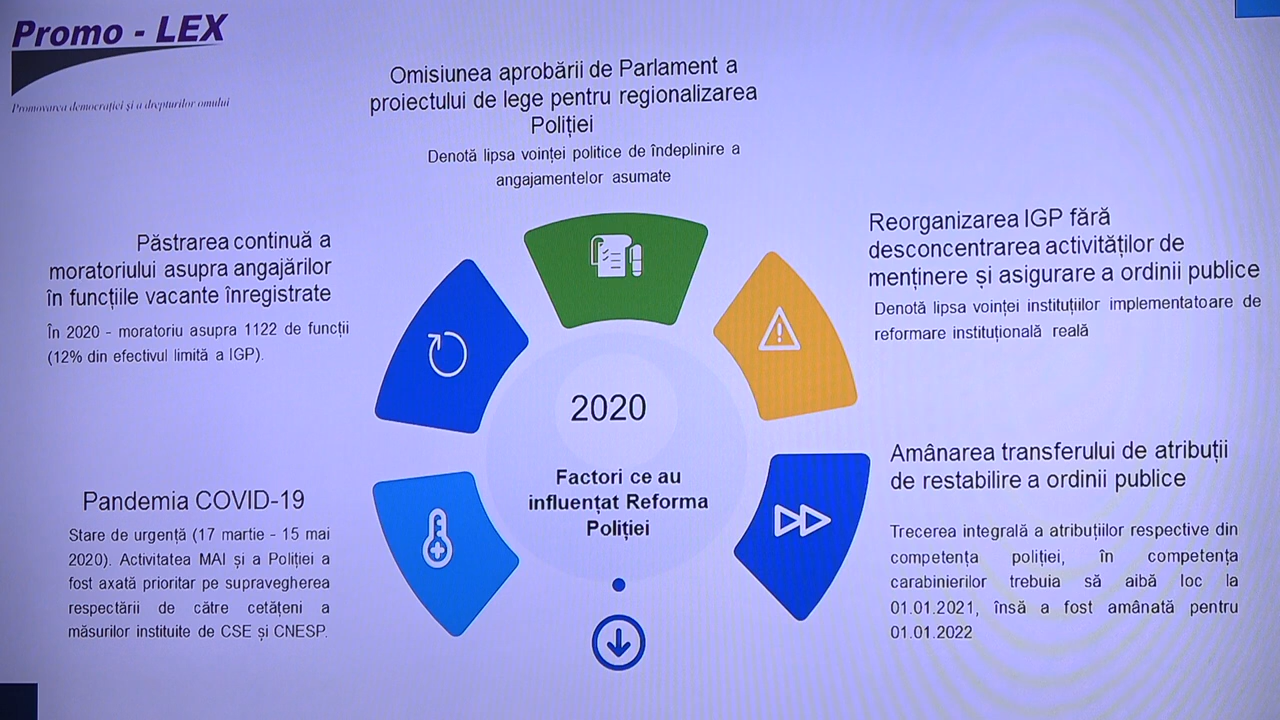 Promo - LEX
Promovarea democrației și a drepturilor omului
Omisiunea aprobării de Parlament a
proiectului de lege pentru regionalizarea
Poliției
Denotă lipsa voinței politice de îndeplinire a
angajamentelor asumate
Păstrarea continuă a
moratoriului asupra angajărilor
în funcțiile vacante înregistrate
În 2020 - moratoriu asupra 1122 de funcții
(12% din efectivul limită a IGP).
Reorganizarea IGP fără
desconcentrarea activităților de
menținere și asigurare a ordinii publice
Denotă lipsa voinței instituțiilor implementatoare de
reformare instituțonală reală
2020
Factori ce au
influențat Reforma
Poliției
Pandemia COVID-19
Stare de urgență (17 martie - 15 mai
2020). Activitatea MAI și a Poliției a
fost axată prioritar pe supravegherea
respectării de către cetățeni a
măsurilor instituite de CSE și CNESP.
Amânarea transferului de atribuții
de restabilire a ordinii publice
Trecerea integrală a atribuțiilor respective din
competența poliției, în competența
carabinierilor trebuia să aibă loc la
01.01.2021, însă a fost amânată pentru
01.01.2022